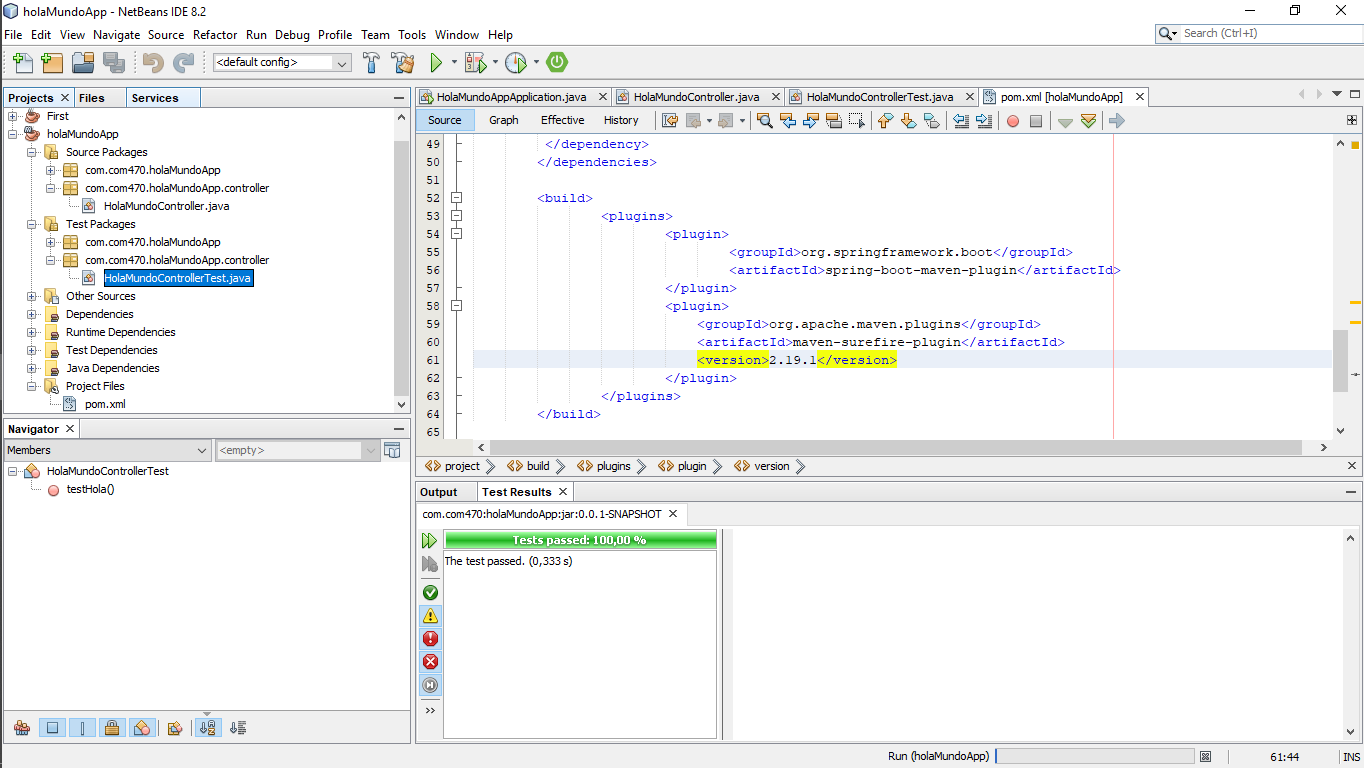 holaMundoApp - NetBeans IDE 8.2
File Edit View Navigate Source Refactor Run Debug Profile Team Tools Window Help
Search (Ctrl+I)
<default config>
Projects Files Services
First
holaMundoApp
Source Packages
com.com470.holaMundoApp
com.com470.holaMundoApp.controller
HolaMundoController.java
Test Packages
com.com470.holaMundoApp
com.com470.holaMundoApp.controller
HolaMundoControllerTest.java
Other Sources
Dependencies
Runtime Dependencies
Test Dependencies
Java Dependencies
Project Files
pom.xml
Navigator
Members <empty>
HolaMundoControllerTest
testHola()
HolaMundoAppApplication.java HolaMundoController.java HolaMundoControllerTest.java pom.xml [holaMundoApp]
Source Graph Effective History
49 </dependency>
50 </dependencies>
51
52 <build>
53 <plugins>
54 <plugin>
55 <groupId>org.springframework.boot</groupId>
56 <artifactId>spring-boot-maven-plugin</artifactId>
57 </plugin>
58 <plugin>
59 <groupId>org.apache.maven.plugins</groupId>
60 <artifactId>maven-surefire-plugin</artifactId>
61 <version>2.19.1</version>
62 </plugin>
63 </plugins>
64 </build>
65
project build plugins plugin version
Output Test Results
com.com470:holaMundoApp:jar:0.0.1-SNAPSHOT
Tests passed: 100,00 %
The test passed. (0,333 s)
Run (holaMundoApp)
61:44
INS